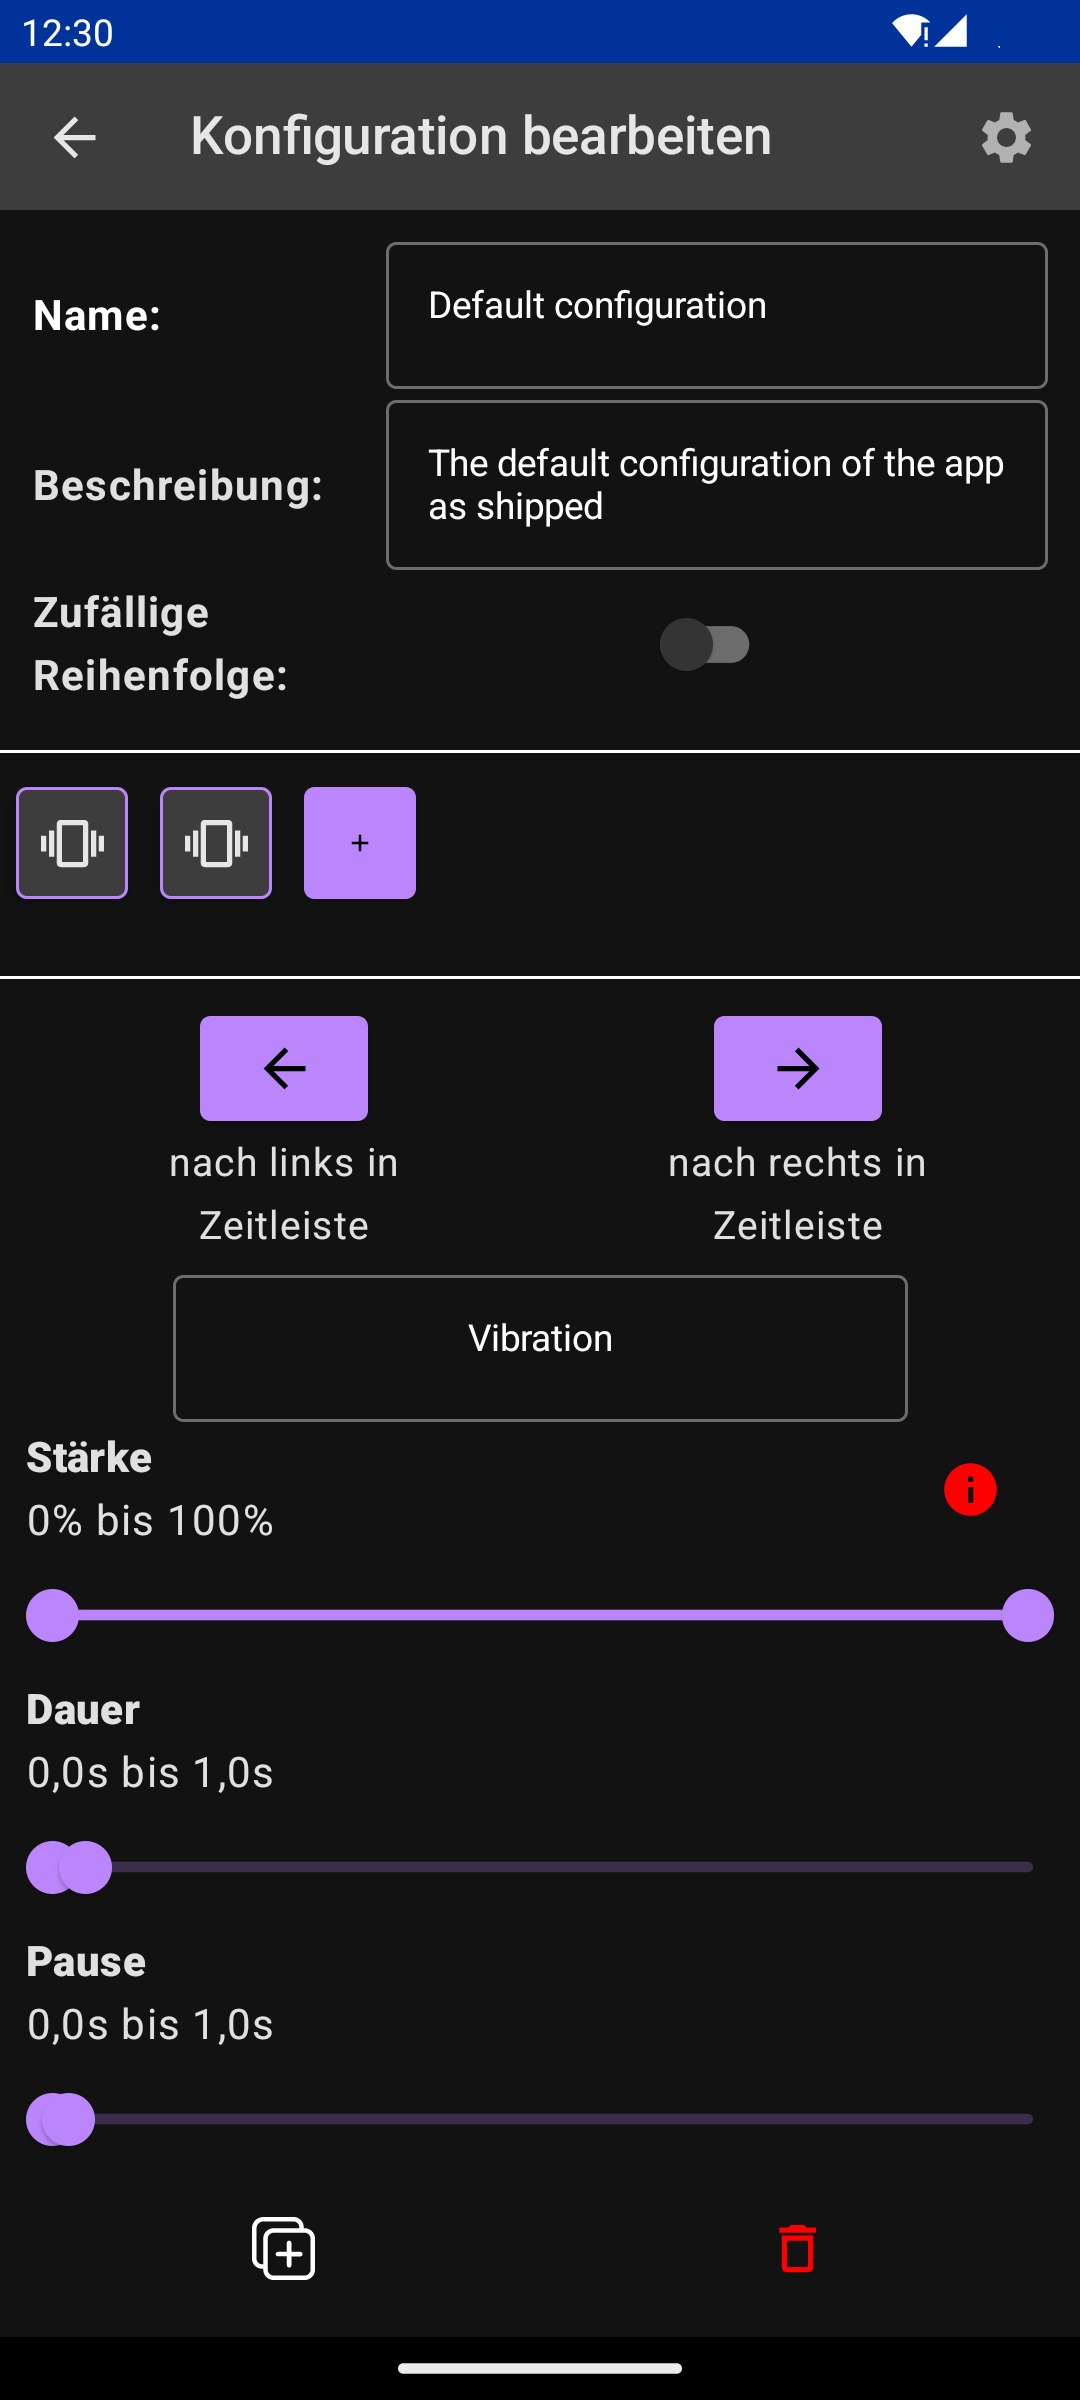 12:30
Konfiguration bearbeiten
Name:
Default configuration
Beschreibung:
The default configuration of the app
as shipped
Zufällige
Reihenfolge:
+
nach links in
Zeitleiste
nach rechts in
Zeitleiste
Vibration
Stärke
0% bis 100%
Dauer
0,0s bis 1,0s
Pause
0,0s bis 1,0s